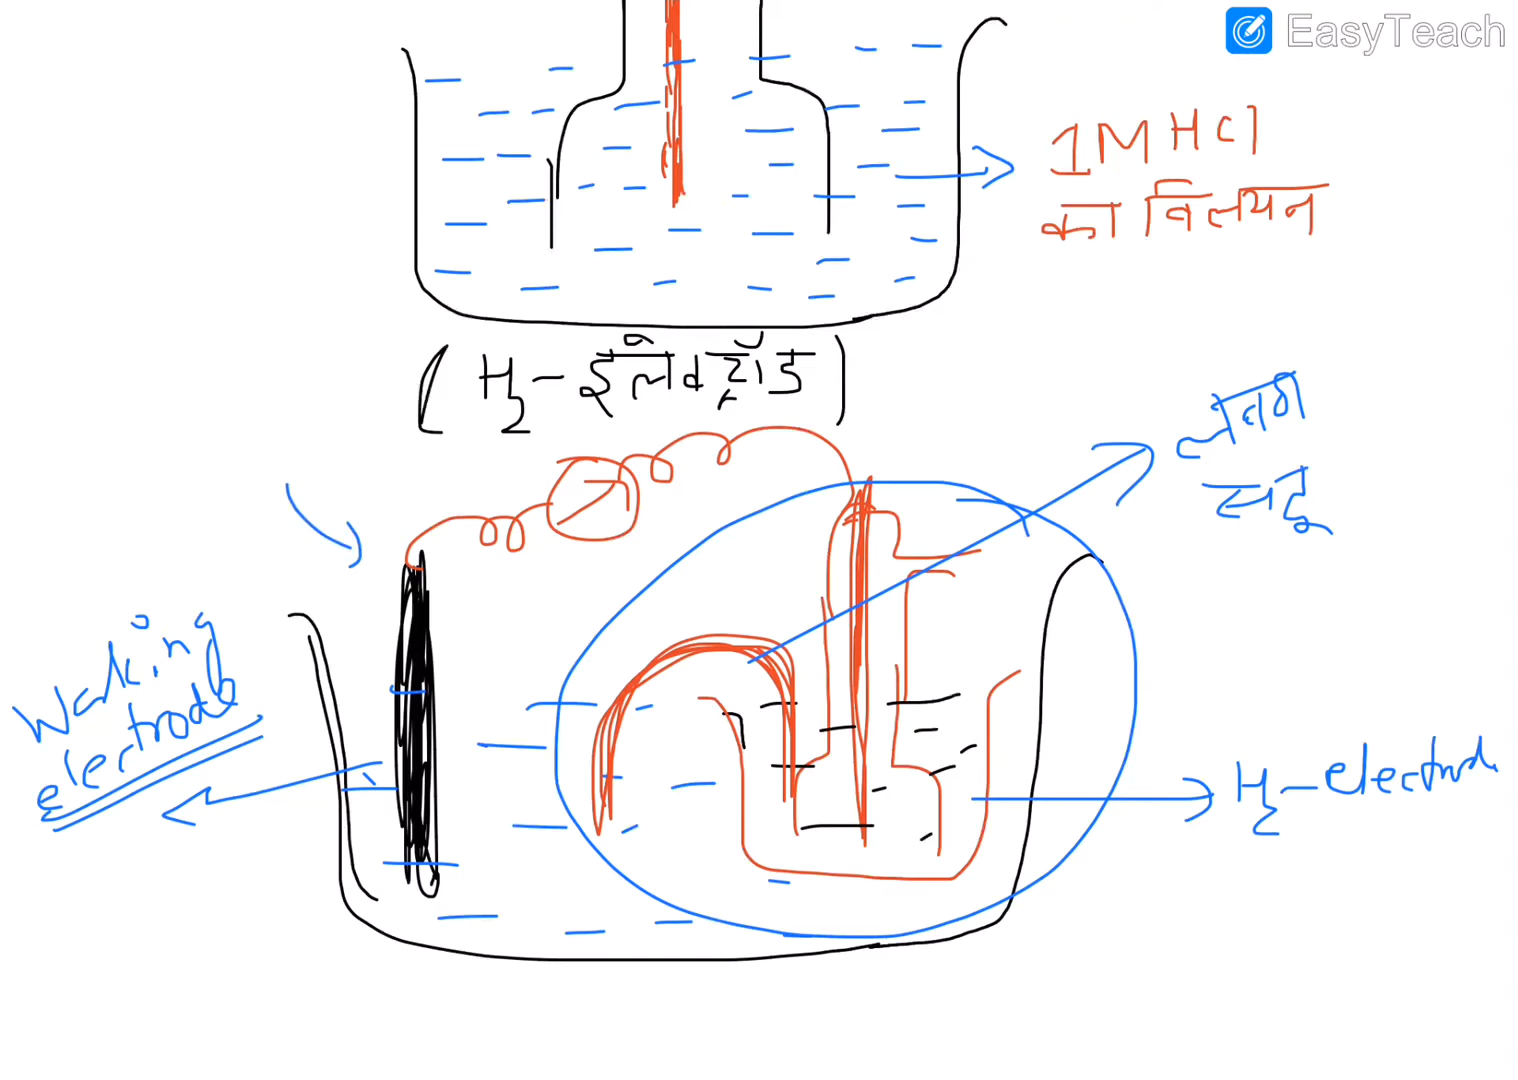 EasyTeach
1M HCl
का विलयन
(H2 - इलेक्ट्रॉड)
लवण
सेतू
Working
electrode
H2 - electrode